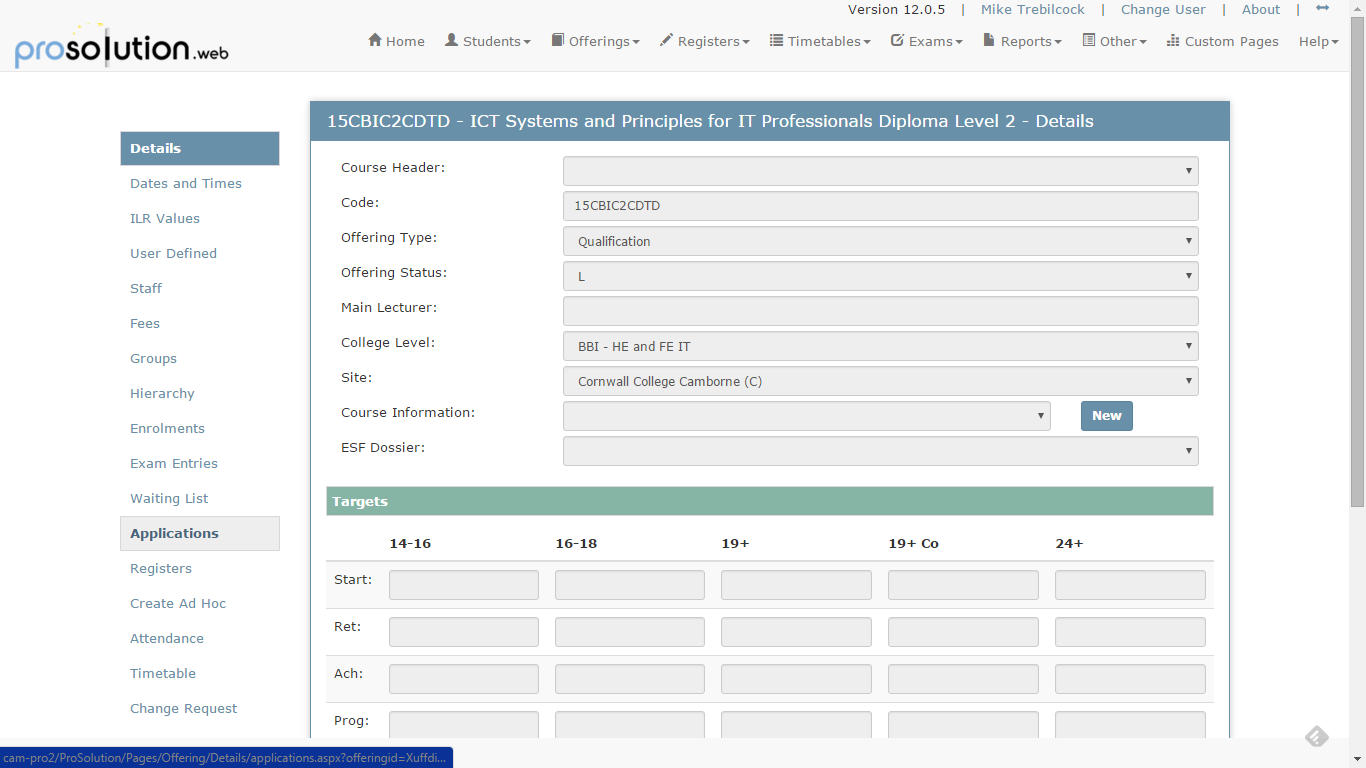 Version 12.0.5 | Mike Trebilcock | Change User | About |
prosolution.web
Home Students Offerings Registers Timetables Exams Reports Other Custom Pages Help
Details
Dates and Times
ILR Values
User Defined
Staff
Fees
Groups
Hierarchy
Enrolments
Exam Entries
Waiting List
Applications
Registers
Create Ad Hoc
Attendance
Timetable
Change Request
15CBIC2CDTD - ICT Systems and Principles for IT Professionals Diploma Level 2 - Details
Course Header:
Code: 15CBIC2CDTD
Offering Type: Qualification
Offering Status: L
Main Lecturer:
College Level: BBI - HE and FE IT
Site: Cornwall College Camborne (C)
Course Information: New
ESF Dossier:
Targets
14-16 16-18 19+ 19+ Co 24+
Start:
Ret:
Ach:
Prog:
cam-pro2/ProSolution/Pages/Offering/Details/applications.aspx?offeringid=Xuffdi...